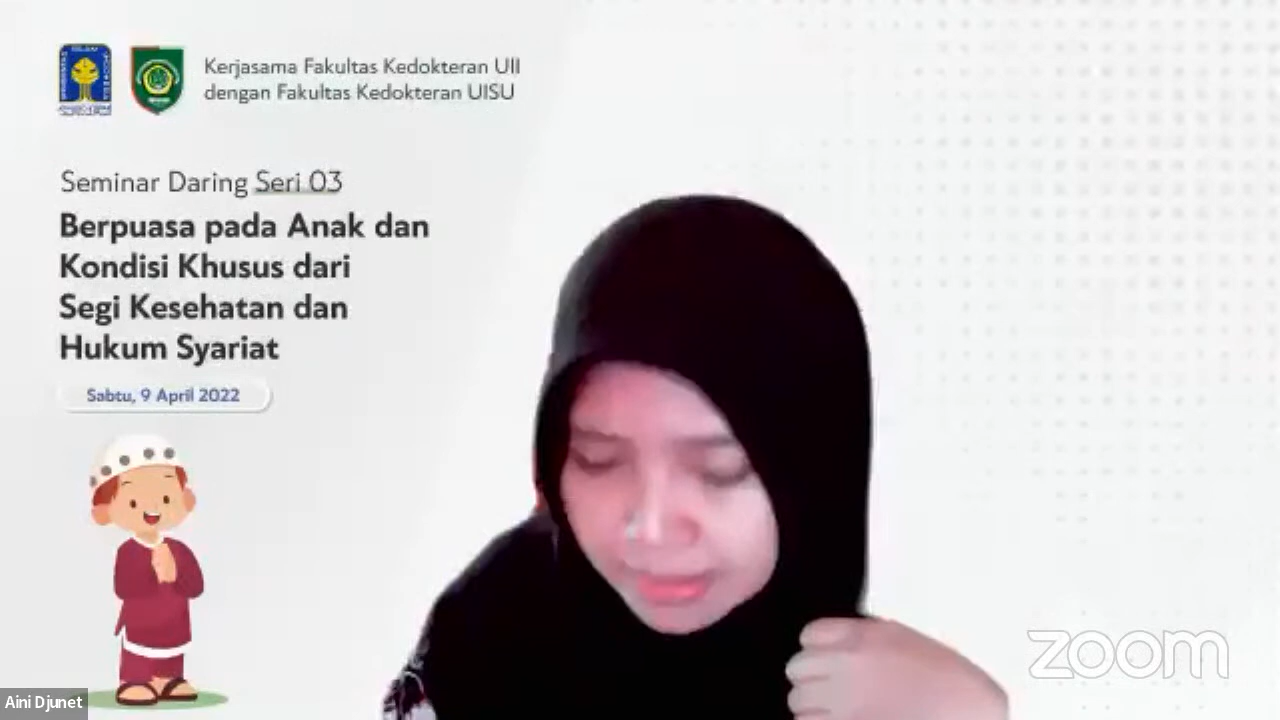 Kerjasama Fakultas Kedokteran UII
dengan Fakultas Kedokteran UISU
Seminar Daring Seri 03
Berpuasa pada Anak dan
Kondisi Khusus dari
Segi Kesehatan dan
Hukum Syariat
Sabtu, 9 April 2022
zoom
Aini Djunet